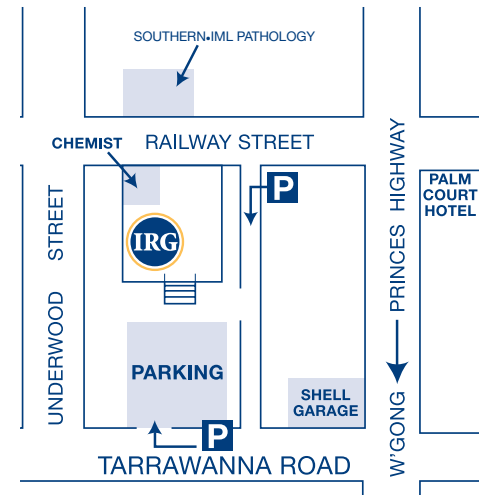 SOUTHERN•IML PATHOLOGY
CHEMIST
RAILWAY STREET
P
PALM
COURT
HOTEL
IRG
UNDERWOOD STREET
W'GONG
PRINCES HIGHWAY
PARKING
SHELL
GARAGE
P
TARRAWANNA ROAD